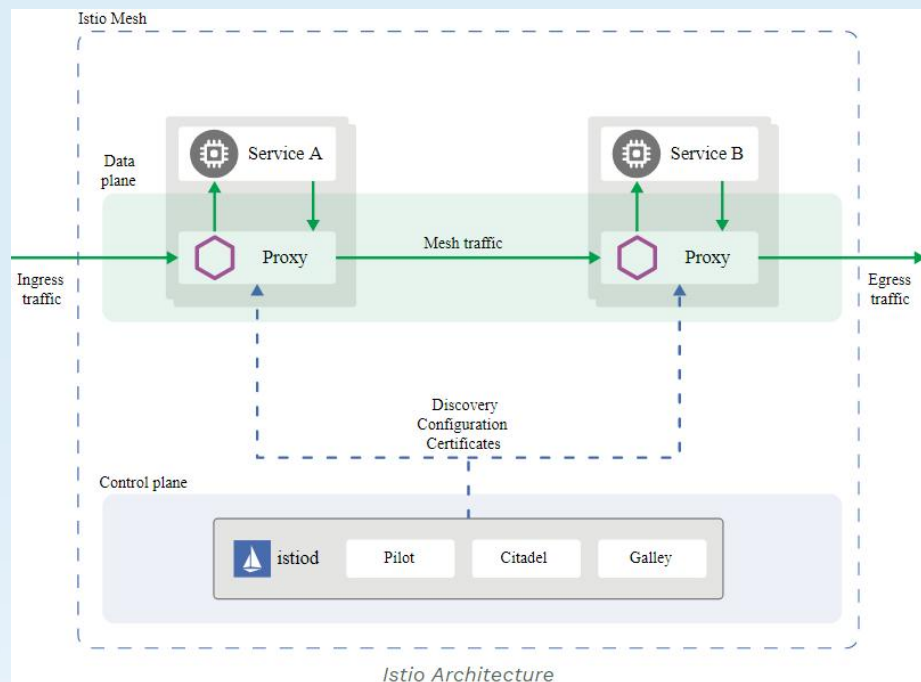 Istio Mesh
Service A
Service B
Data
plane
Mesh traffic
Proxy
Proxy
Ingress
traffic
Egress
traffic
Discovery
Configuration
Certificates
Control plane
istiod
Pilot
Citadel
Galley
Istio Architecture